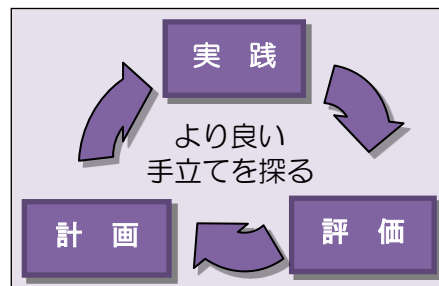 実 践
より良い
手立てを探る
計 画
評 価